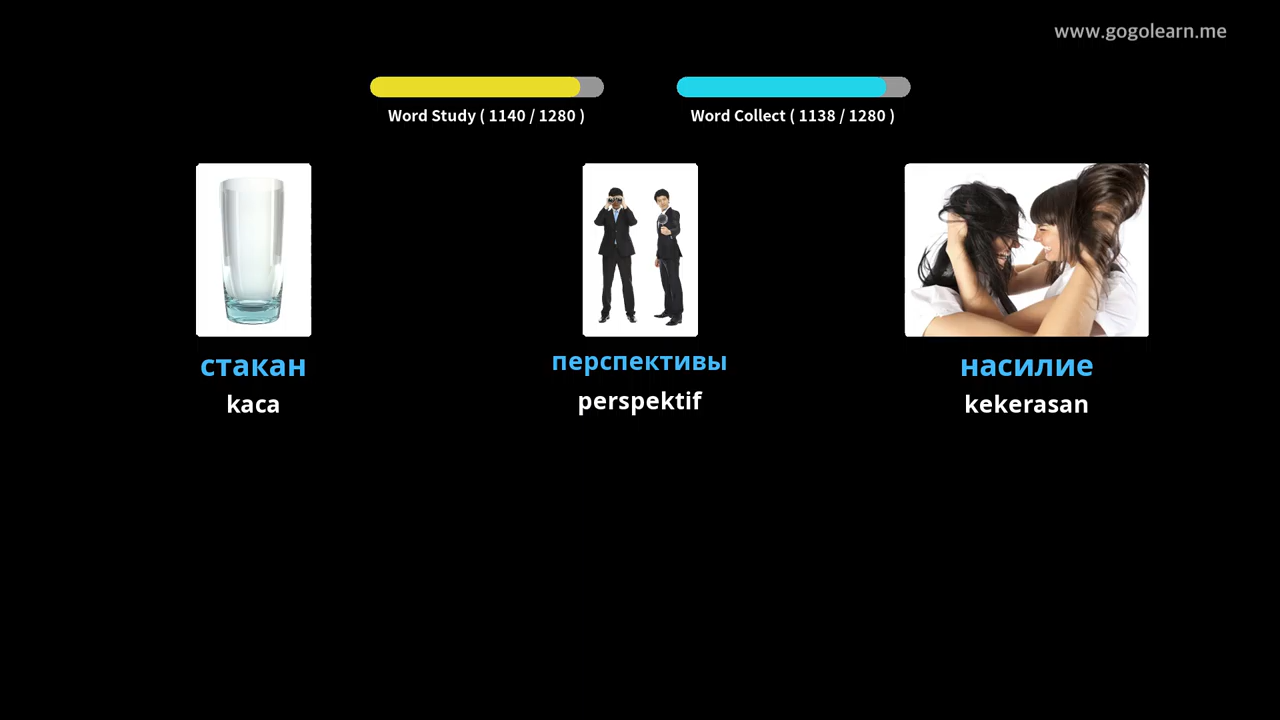 www.gogolearn.me
Word Study ( 1140 / 1280 )
Word Collect ( 1138 / 1280 )
стакан
kaca
перспективы
perspektif
насилие
kekerasan